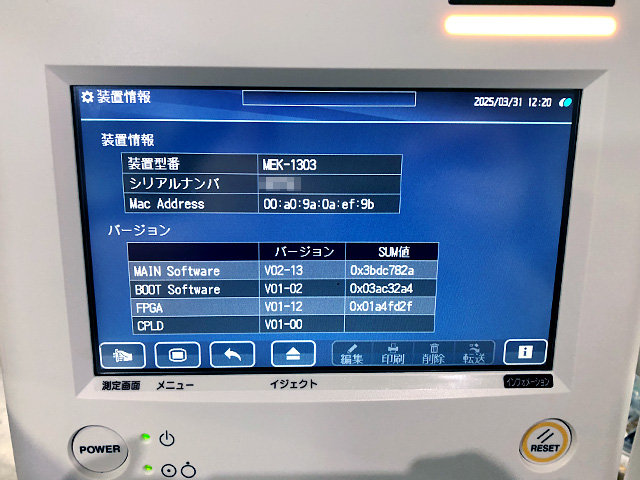 装置情報
2025/03/31 12:20
装置情報
装置型番 MEK-1303
シリアルナンバ
Mac Address 00:a0:9a:0a:ef:9b
バージョン
バージョン SUM値
MAIN Software V02-13 0x3bdc782a
BOOT Software V01-02 0x03ac32a4
FPGA V01-12 0x01a4fd2f
CPLD V01-00
編集 印刷 削除 転送
測定画面 メニュー イジェクト インフォメーション
POWER
RESET